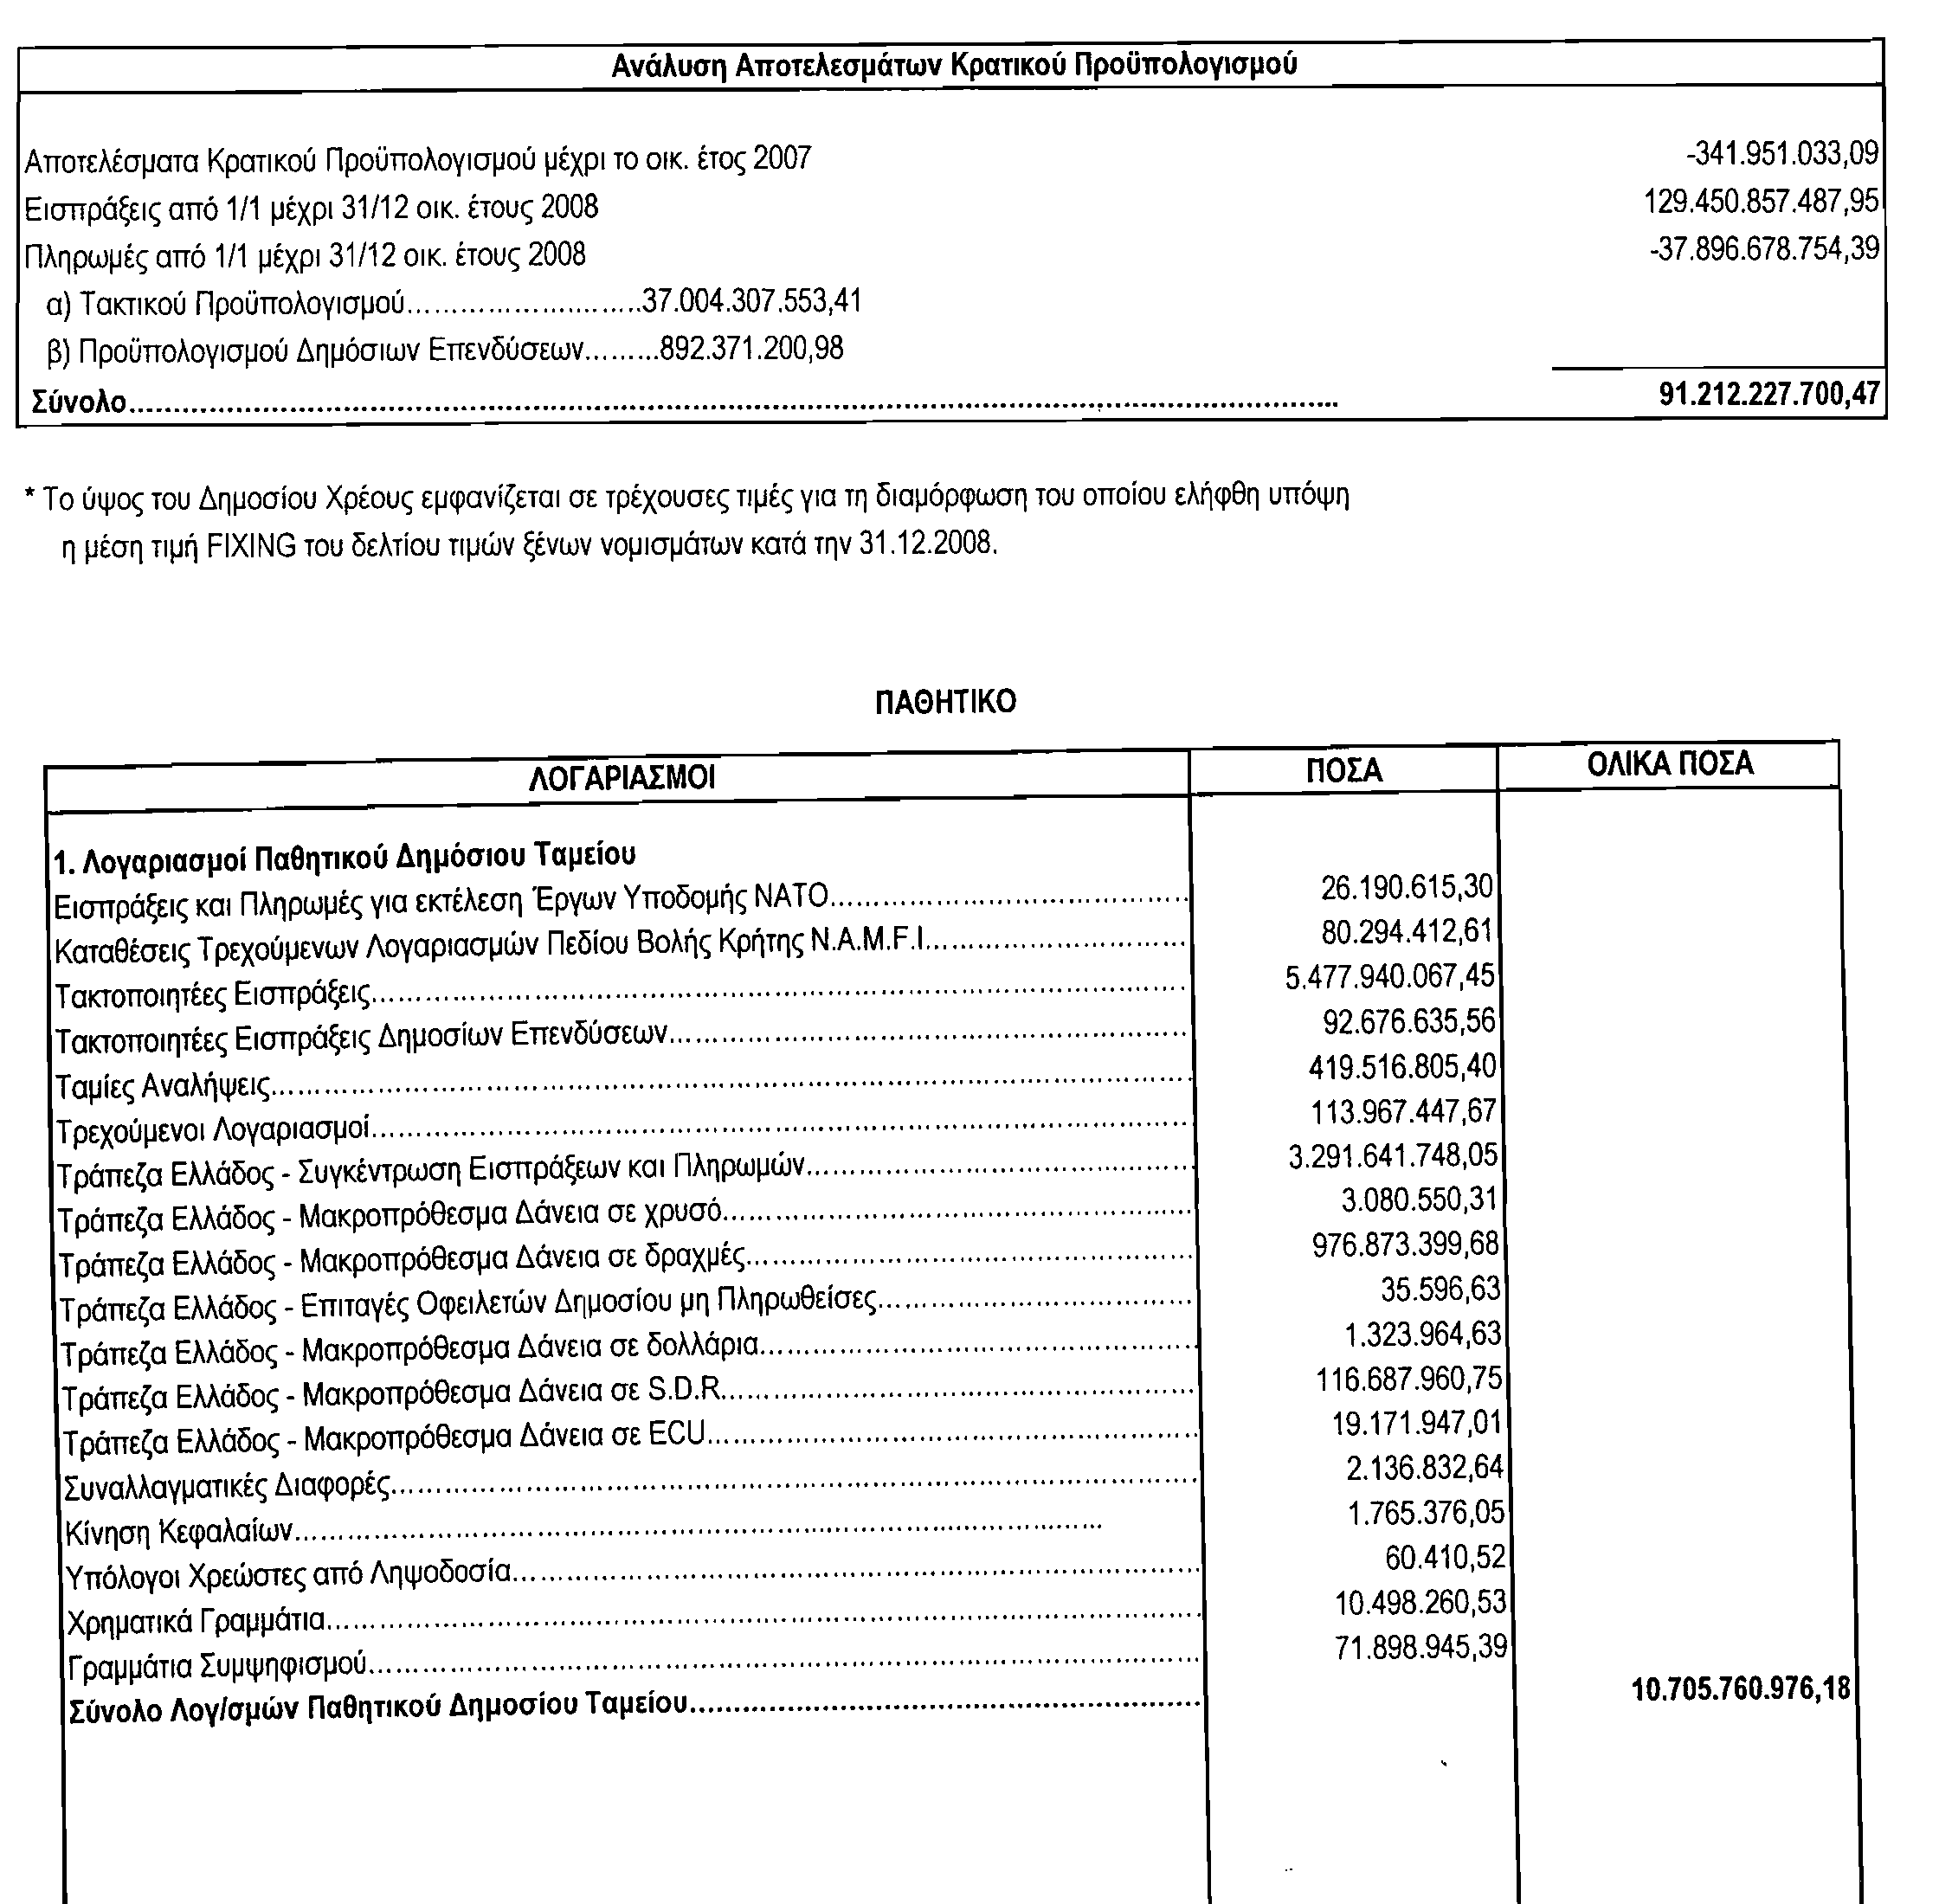 Ανάλυση Αποτελεσμάτων Κρατικού Προϋπολογισμού
Αποτελέσματα Κρατικού Προϋπολογισμού μέχρι το οικ. έτος 2007 -341.951.033,09
Εισπράξεις από 1/1 μέχρι 31/12 οικ. έτους 2008 129.450.857.487,95
Πληρωμές από 1/1 μέχρι 31/12 οικ. έτους 2008 -37.896.678.754,39
α) Τακτικού Προϋπολογισμού...........................37.004.307.553,41
β) Προϋπολογισμού Δημόσιων Επενδύσεων.........892.371.200,98
Σύνολο........................................ 91.212.227.700,47
* Το ύψος του Δημοσίου Χρέους εμφανίζεται σε τρέχουσες τιμές για τη διαμόρφωση του οποίου ελήφθη υπόψη
η μέση τιμή FIXING του δελτίου τιμών ξένων νομισμάτων κατά την 31.12.2008.
ΠΑΘΗΤΙΚΟ
ΛΟΓΑΡΙΑΣΜΟΙ ΠΟΣΑ ΟΛΙΚΑ ΠΟΣΑ
1. Λογαριασμοί Παθητικού Δημόσιου Ταμείου
Εισπράξεις και Πληρωμές για εκτέλεση Έργων Υποδομής ΝΑΤΟ........................................ 26.190.615,30
Καταθέσεις Τρεχούμενων Λογαριασμών Πεδίου Βολής Κρήτης N.A.M.F.I............................. 80.294.412,61
Τακτοποιητέες Εισπράξεις........................................ 5.477.940.067,45
Τακτοποιητέες Εισπράξεις Δημοσίων Επενδύσεων........................................ 92.676.635,56
Ταμίες Αναλήψεις........................................ 419.516.805,40
Τρεχούμενοι Λογαριασμοί........................................ 113.967.447,67
Τράπεζα Ελλάδος - Συγκέντρωση Εισπράξεων και Πληρωμών........................................ 3.291.641.748,05
Τράπεζα Ελλάδος - Μακροπρόθεσμα Δάνεια σε χρυσό........................................ 3.080.550,31
Τράπεζα Ελλάδος - Μακροπρόθεσμα Δάνεια σε δραχμές........................................ 976.873.399,68
Τράπεζα Ελλάδος - Επιταγές Οφειλετών Δημοσίου μη Πληρωθείσες................................... 35.596,63
Τράπεζα Ελλάδος - Μακροπρόθεσμα Δάνεια σε δολλάρια........................................ 1.323.964,63
Τράπεζα Ελλάδος - Μακροπρόθεσμα Δάνεια σε S.D.R........................................ 116.687.960,75
Τράπεζα Ελλάδος - Μακροπρόθεσμα Δάνεια σε ECU........................................ 19.171.947,01
Συναλλαγματικές Διαφορές........................................ 2.136.832,64
Κίνηση Κεφαλαίων........................................ 1.765.376,05
Υπόλογοι Χρεώστες από Ληψοδοσία........................................ 60.410,52
Χρηματικά Γραμμάτια........................................ 10.498.260,53
Γραμμάτια Συμψηφισμού........................................ 71.898.945,39
Σύνολο Λογ/σμών Παθητικού Δημοσίου Ταμείου........................................ 10.705.760.976,18